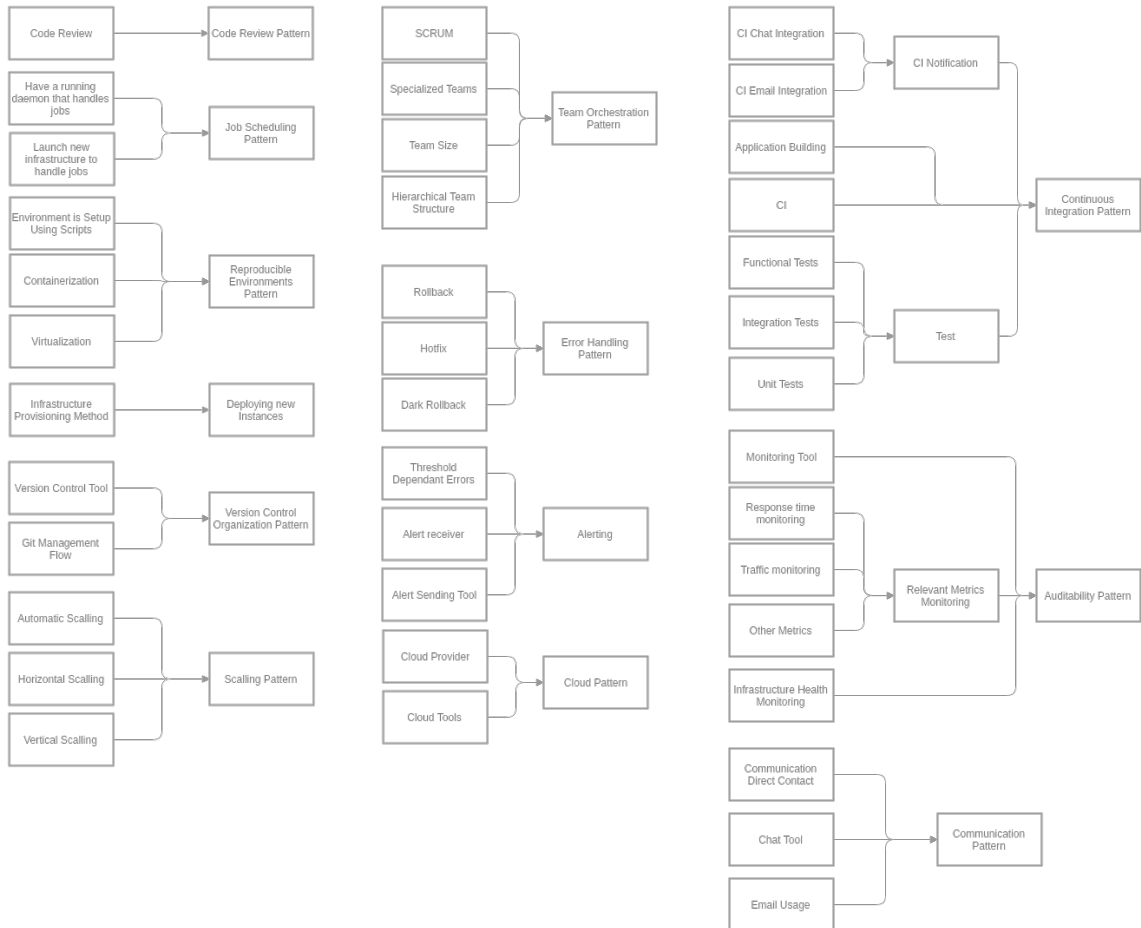 Code Review
Code Review Pattern
Have a running
daemon that handles
jobs
Launch new
infrastructure to
handle jobs
Job Scheduling
Pattern
Environment is Setup
Using Scripts
Containerization
Virtualization
Reproducible
Environments
Pattern
Infrastructure
Provisioning Method
Deploying new
Instances
Version Control Tool
Git Management
Flow
Version Control
Organization Pattern
Automatic Scalling
Horizontal Scalling
Vertical Scalling
Scalling Pattern
SCRUM
Specialized Teams
Team Size
Hierarchical Team
Structure
Team Orchestration
Pattern
Rollback
Hotfix
Dark Rollback
Error Handling
Pattern
Threshold
Dependant Errors
Alert receiver
Alert Sending Tool
Alerting
Cloud Provider
Cloud Tools
Cloud Pattern
CI Chat Integration
CI Email Integration
CI Notification
Application Building
CI
Functional Tests
Integration Tests
Unit Tests
Test
Continuous
Integration Pattern
Monitoring Tool
Response time
monitoring
Traffic monitoring
Other Metrics
Relevant Metrics
Monitoring
Infrastructure Health
Monitoring
Auditability Pattern
Communication
Direct Contact
Chat Tool
Email Usage
Communication
Pattern